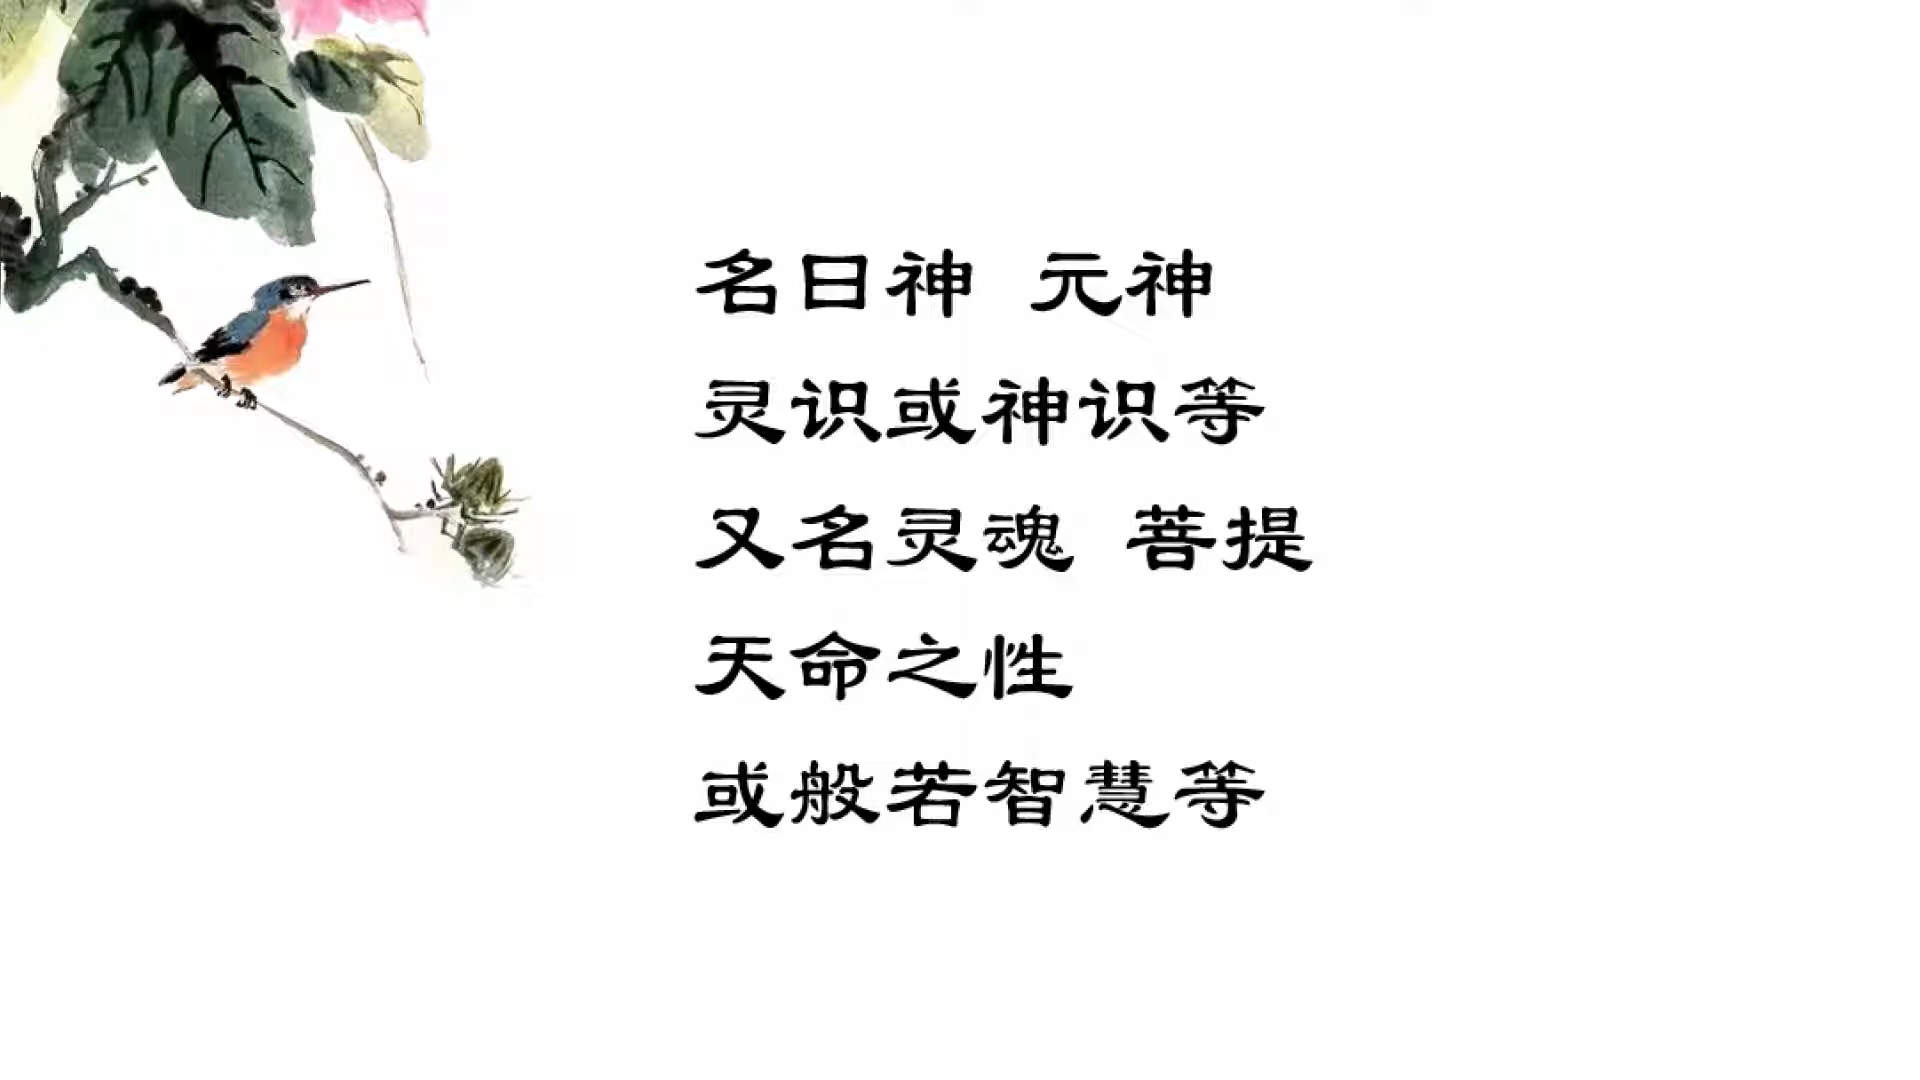 名曰神 元神
灵识或神识等
又名灵魂 菩提
天命之性
或般若智慧等